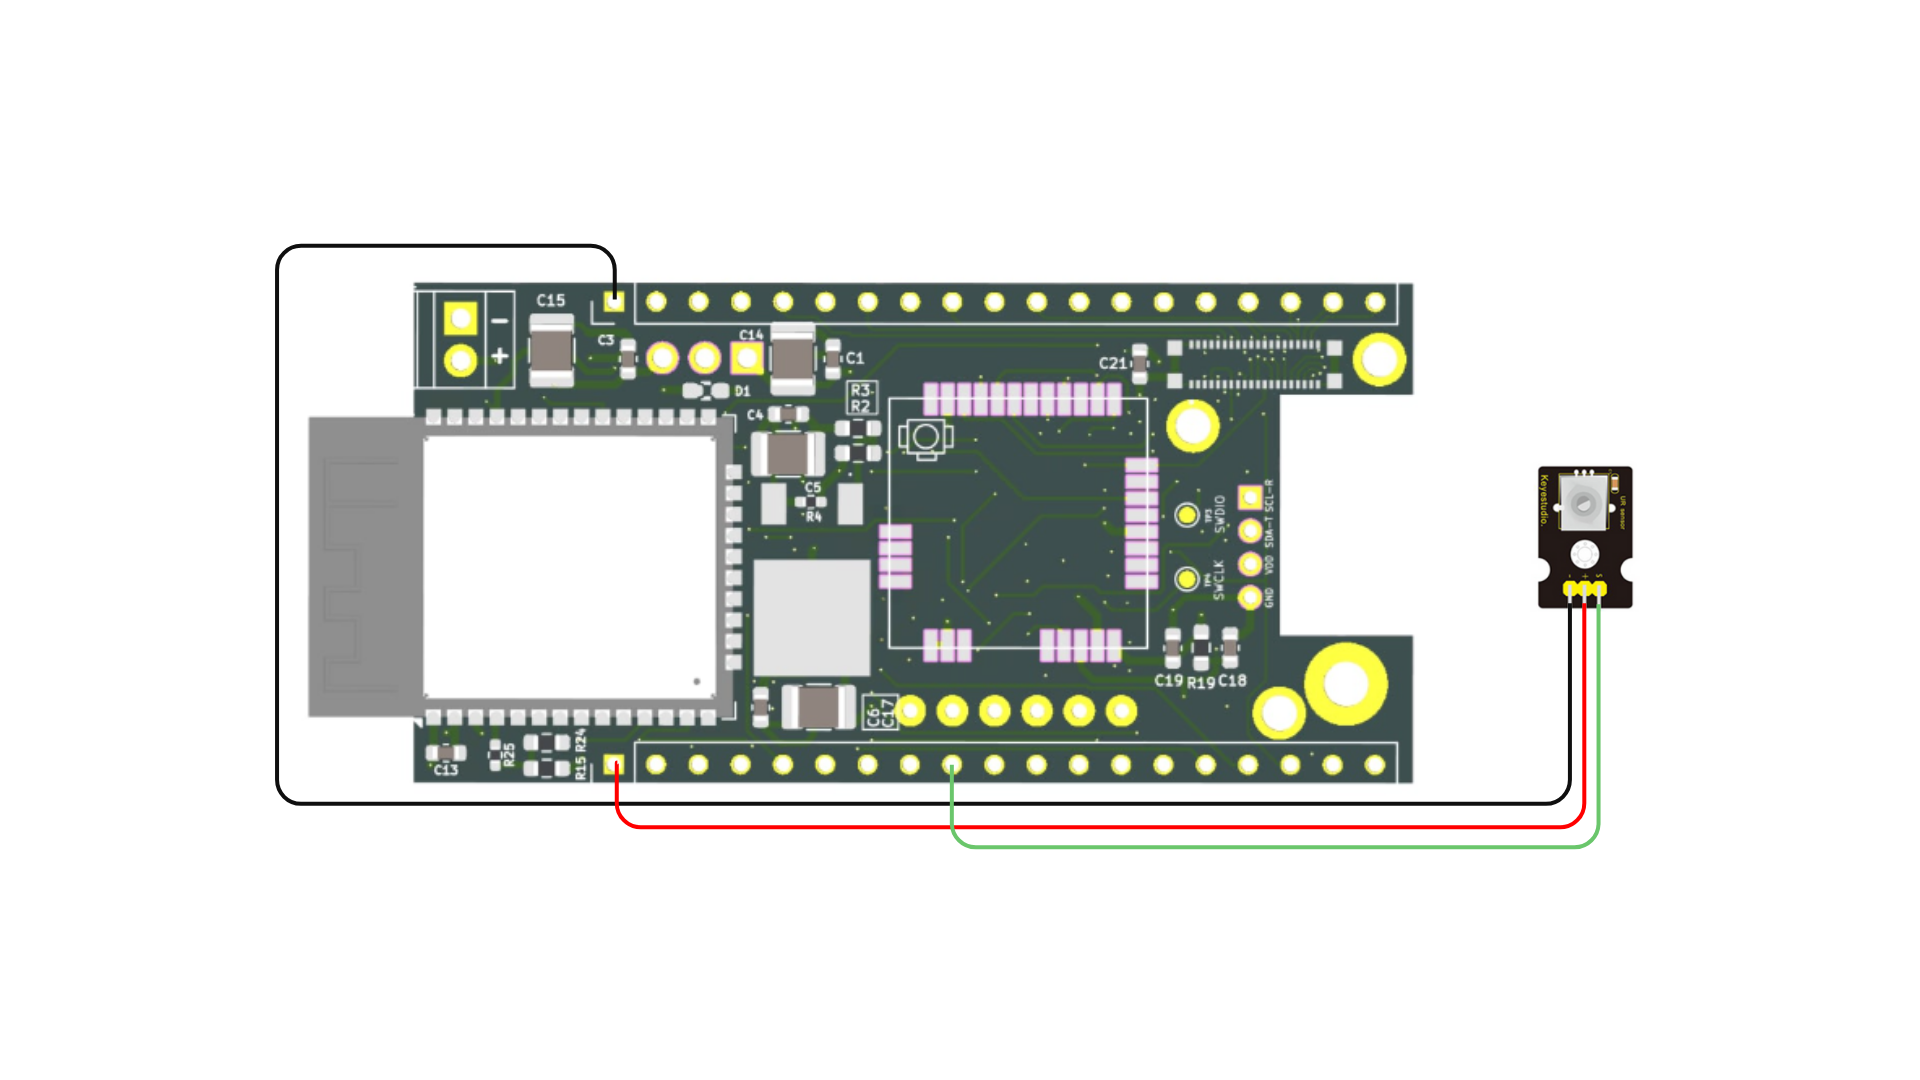 C15
−
+
C3
C14
C1
D1
R3
R2
C4
C5
R4
C21
SCL-R
SDA-T
VDD
GND
TP3
SWDIO
TP4
SWCLK
C19
R19
C18
C6
C17
C13
R25
R24
R15
Keyestudio.
sensor
-
+
S